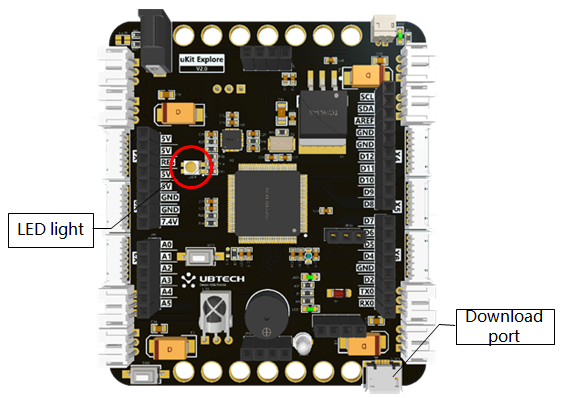 uKit Explore
V2.0
SCL
SDA
AREF
GND
GND
D12
D11
D10
D9
D8
5V
5V
5V
GND
GND
7.4V
LED light
D7
D6
D5
D4
GND
D2
TX0
RX0
A0
A1
A2
A3
A4
A5
UBTECH
D
D
D
D
Download
port